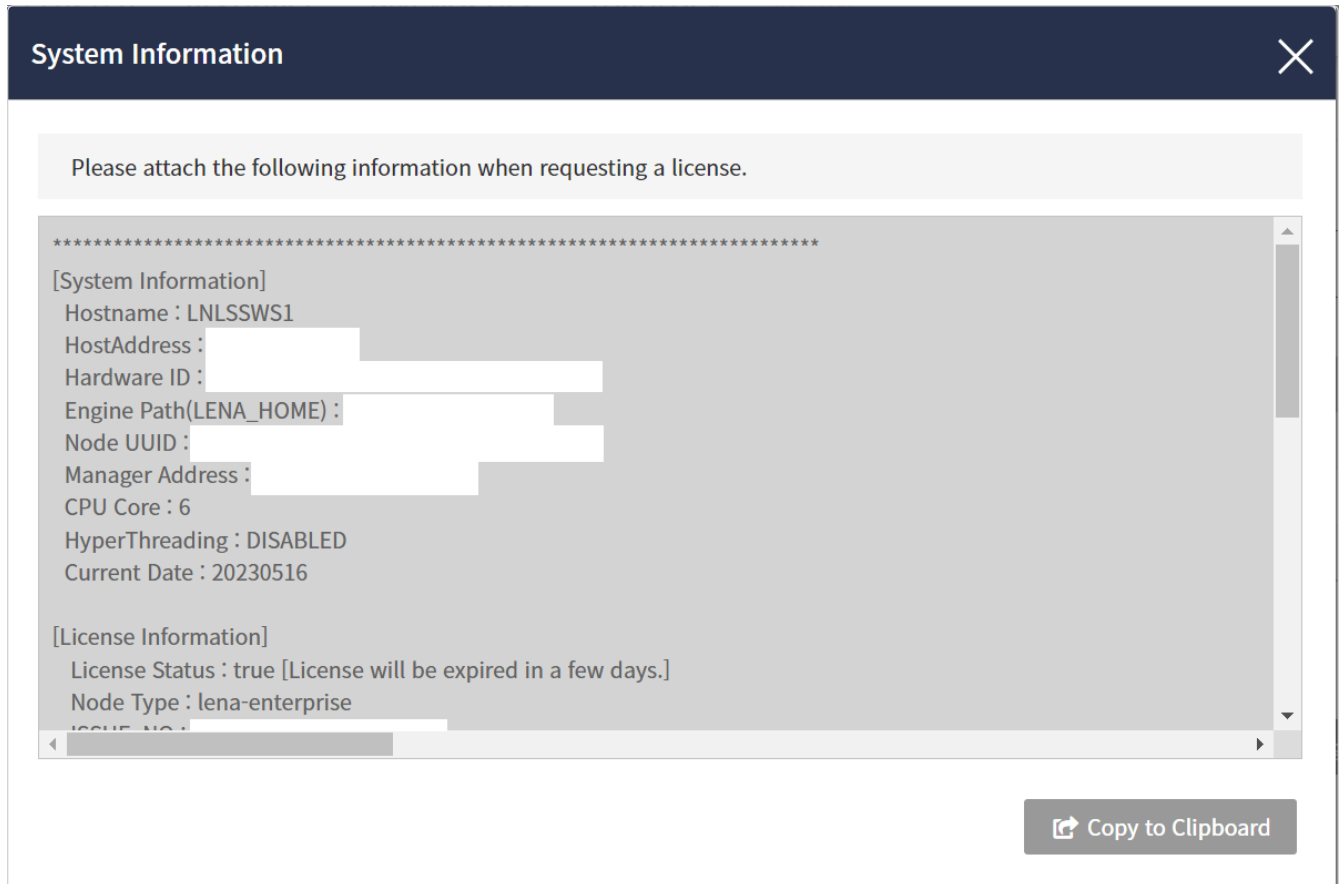 System Information
Please attach the following information when requesting a license.
****************************************************************************
[System Information]
Hostname : LNLSSWS1
HostAddress :
Hardware ID :
Engine Path(LENA_HOME) :
Node UUID :
Manager Address :
CPU Core : 6
HyperThreading : DISABLED
Current Date : 20230516
[License Information]
License Status : true [License will be expired in a few days.]
Node Type : lena-enterprise
Copy to Clipboard